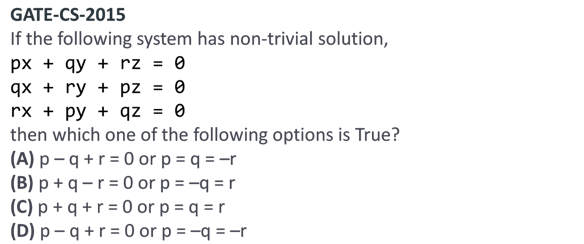 GATE-CS-2015
If the following system has non-trivial solution,
px + qy + rz = 0
qx + ry + pz = 0
rx + py + qz = 0
then which one of the following options is True?
(A) p – q + r = 0 or p = q = –r
(B) p + q – r = 0 or p = –q = r
(C) p + q + r = 0 or p = q = r
(D) p – q + r = 0 or p = –q = –r